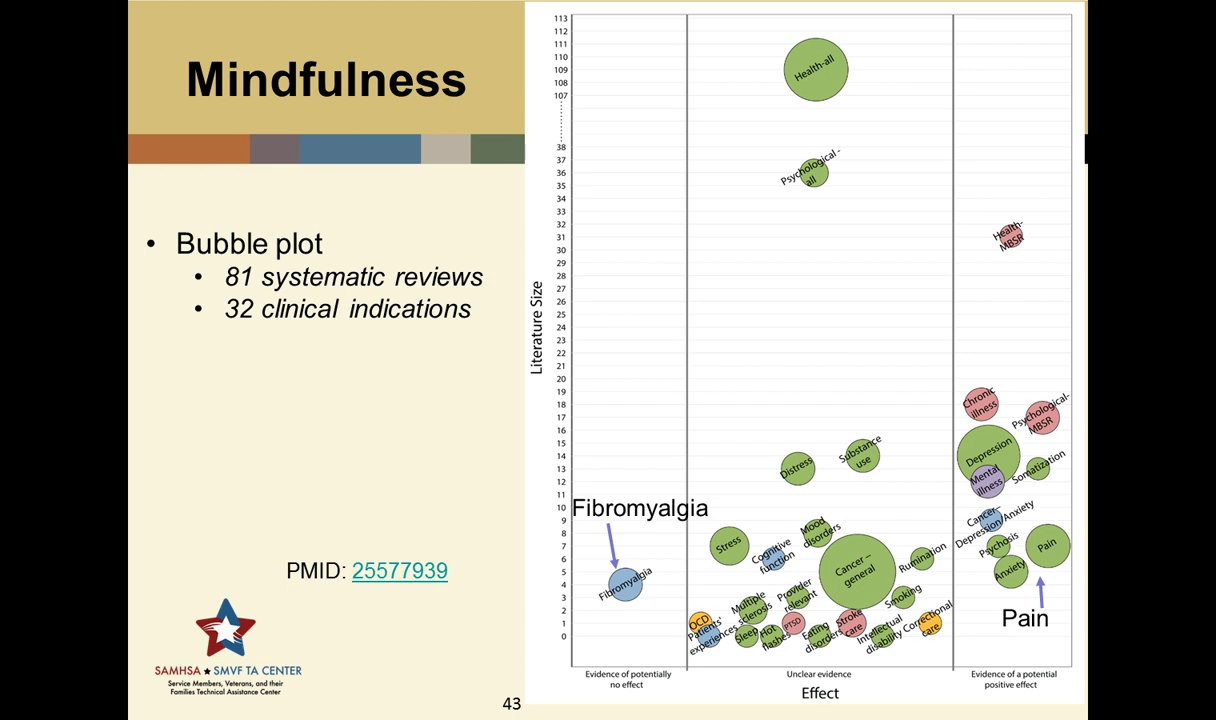 Mindfulness
• Bubble plot
• 81 systematic reviews
• 32 clinical indications
PMID: 25577939
SAMHSA ★ SMVF TA CENTER
Service Members, Veterans, and their
Families Technical Assistance Center
43
Literature Size
113
112
111
110
109
108
107
38
37
36
35
34
33
32
31
30
29
28
27
26
25
24
23
22
21
20
19
18
17
16
15
14
13
12
11
10
9
8
7
6
5
4
3
2
1
0
Health-all
Psychological -
all
Health-
MBSR
Chronic
illness
Psychological-
MBSR
Depression
Mental
illness
Somatization
Distress
Substance
use
Fibromyalgia
Fibromyalgia
Stress
Cognitive
function
Mood
disorders
Cancer –
general
Rumination
Cancer–
Depression/Anxiety
Psychosis
Anxiety
Pain
Pain
Multiple
sclerosis
Provider
relevant
Smoking
OCD
Patients'
experiences
Sleep
Hot
flashes
PTSD
Eating
disorders
Stroke
care
Intellectual
disability
Correctional
care
Evidence of potentially
no effect
Unclear evidence
Evidence of a potential
positive effect
Effect